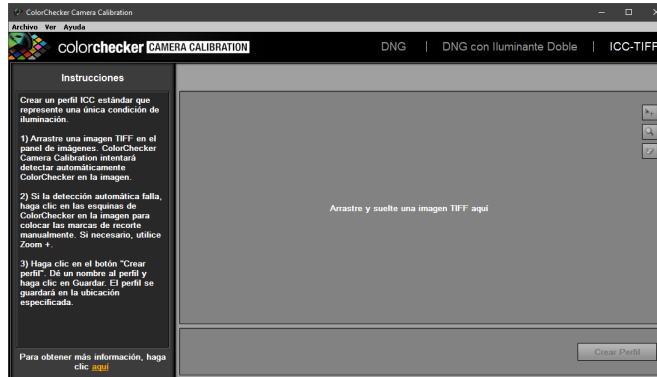 ColorChecker Camera Calibration
Archivo Ver Ayuda
colorchecker CAMERA CALIBRATION
DNG | DNG con Iluminante Doble | ICC-TIFF
Instrucciones
Crear un perfil ICC estándar que
represente una única condición de
iluminación.
1) Arrastre una imagen TIFF en el
panel de imágenes. ColorChecker
Camera Calibration intentará
detectar automáticamente
ColorChecker en la imagen.
2) Si la detección automática falla,
haga clic en las esquinas de
ColorChecker en la imagen para
colocar las marcas de recorte
manualmente. Si necesario, utilice
Zoom +.
3) Haga clic en el botón "Crear
perfil". Dé un nombre al perfil y
haga clic en Guardar. El perfil se
guardará en la ubicación
especificada.
Para obtener más información, haga
clic aquí
Arrastre y suelte una imagen TIFF aquí
Crear Perfil